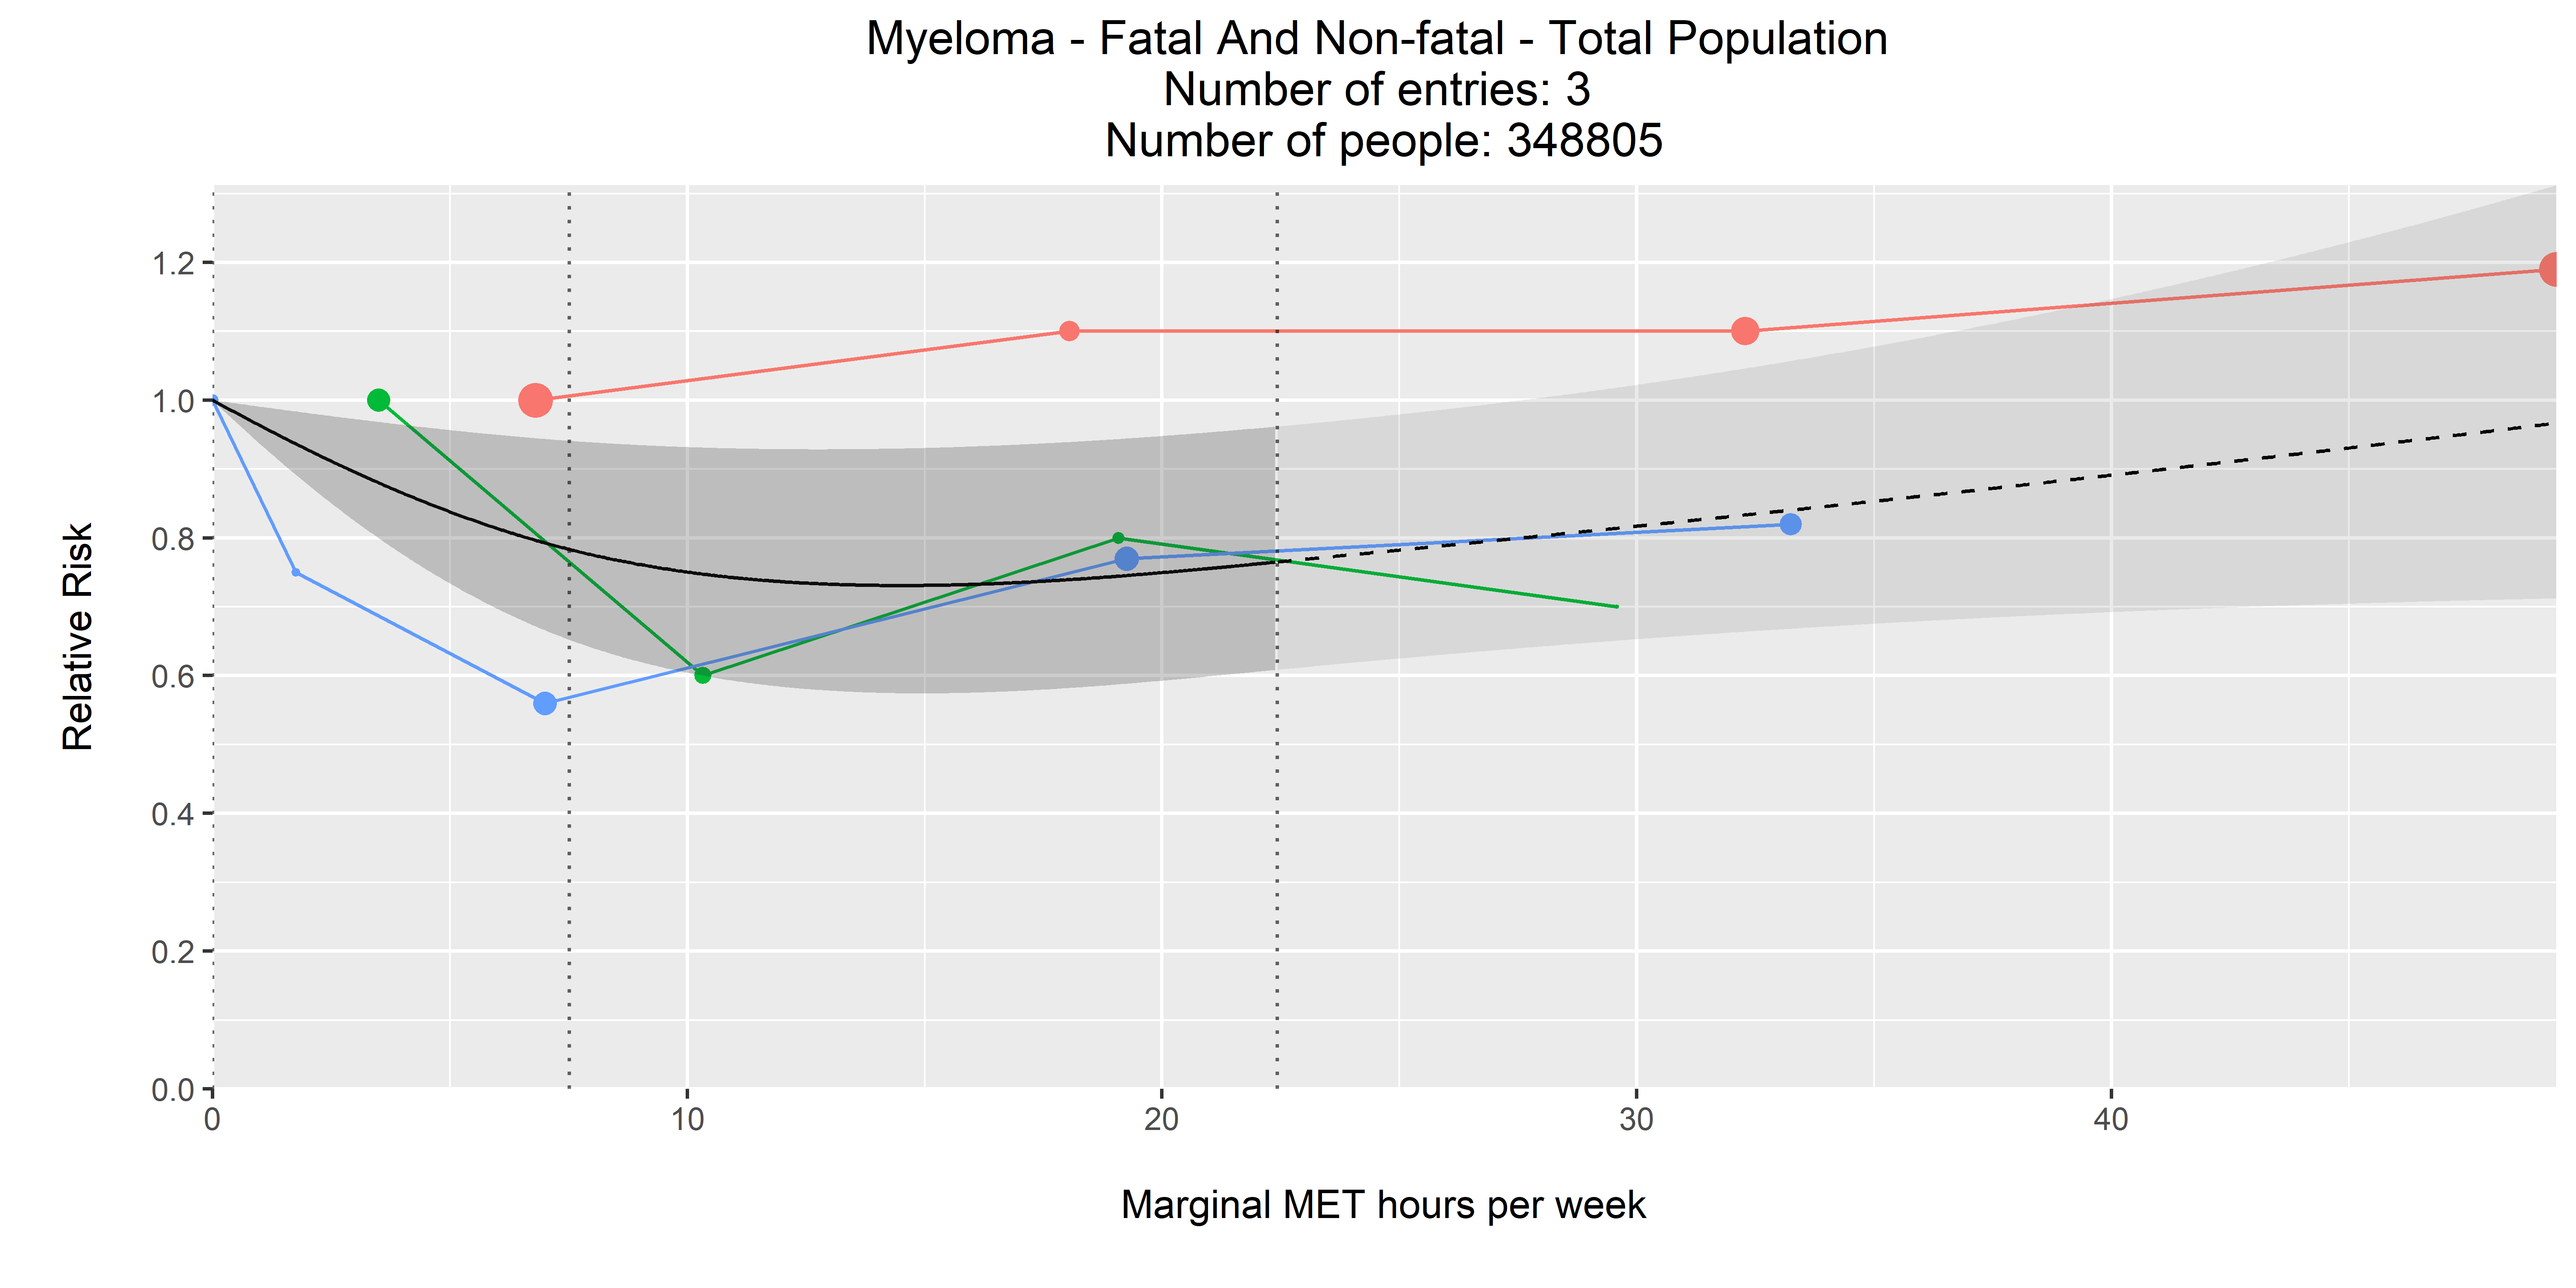 Myeloma - Fatal And Non-fatal - Total Population
Number of entries: 3
Number of people: 348805
1.2
1.0
0.8
0.6
0.4
0.2
0.0
Relative Risk
0 10 20 30 40
Marginal MET hours per week